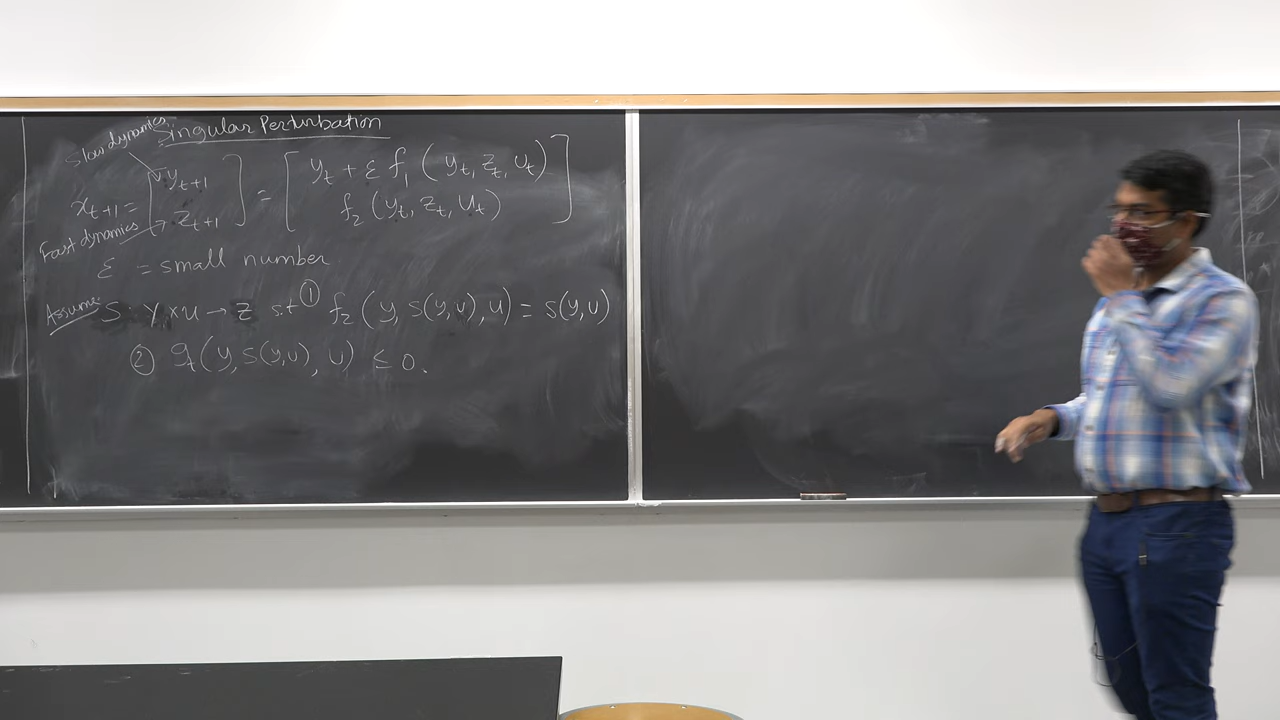 Singular Perturbation
Slow dynamics
x_{t+1} = [ y_{t+1} ; z_{t+1} ] = [ y_t + ε f_1 ( y_t, z_t, u_t ) ; f_2 ( y_t, z_t, u_t ) ]
Fast dynamics
ε = small number
Assume S : Y × U → Z s.t ① f_2 ( y, s(y,u), u ) = s(y,u)
② g_t ( y, s(y,u), u ) ≤ 0.